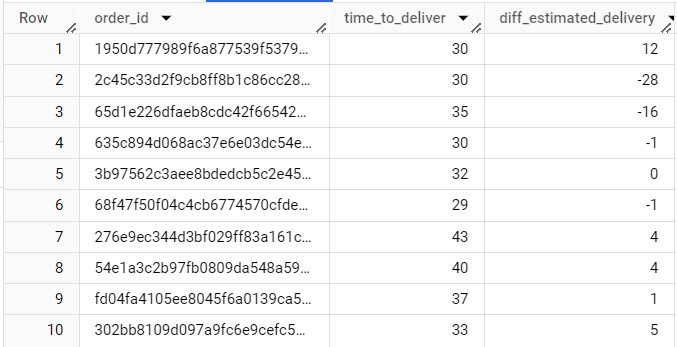 Row order_id time_to_deliver diff_estimated_delivery
1 1950d777989f6a877539f5379... 30 12
2 2c45c33d2f9cb8ff8b1c86cc28... 30 -28
3 65d1e226dfaeb8cdc42f66542... 35 -16
4 635c894d068ac37e6e03dc54e... 30 -1
5 3b97562c3aee8bdedcb5c2e45... 32 0
6 68f47f50f04c4cb6774570cfde... 29 -1
7 276e9ec344d3bf029ff83a161c... 43 4
8 54e1a3c2b97fb0809da548a59... 40 4
9 fd04fa4105ee8045f6a0139ca5... 37 1
10 302bb8109d097a9fc6e9cefc5... 33 5